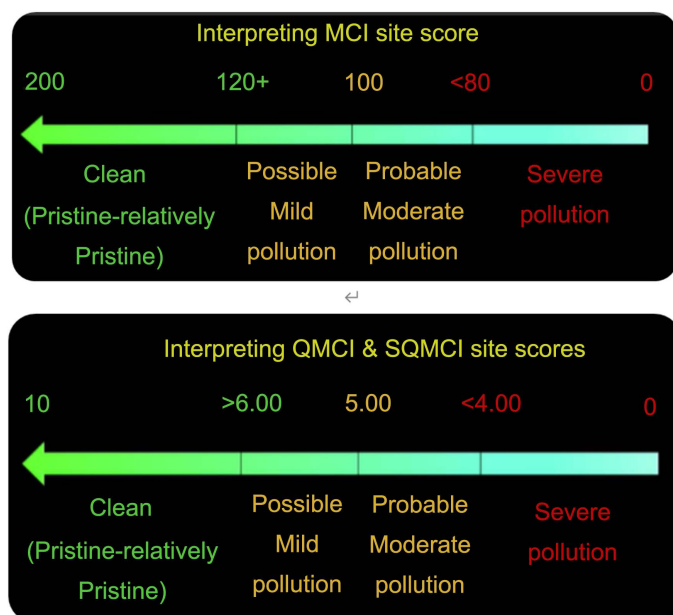 Interpreting MCI site score
200 120+ 100 <80 0
Clean Possible Probable Severe
(Pristine-relatively Mild Moderate pollution
Pristine) pollution pollution
↵
Interpreting QMCI & SQMCI site scores
10 >6.00 5.00 <4.00 0
Clean Possible Probable Severe
(Pristine-relatively Mild Moderate pollution
Pristine) pollution pollution